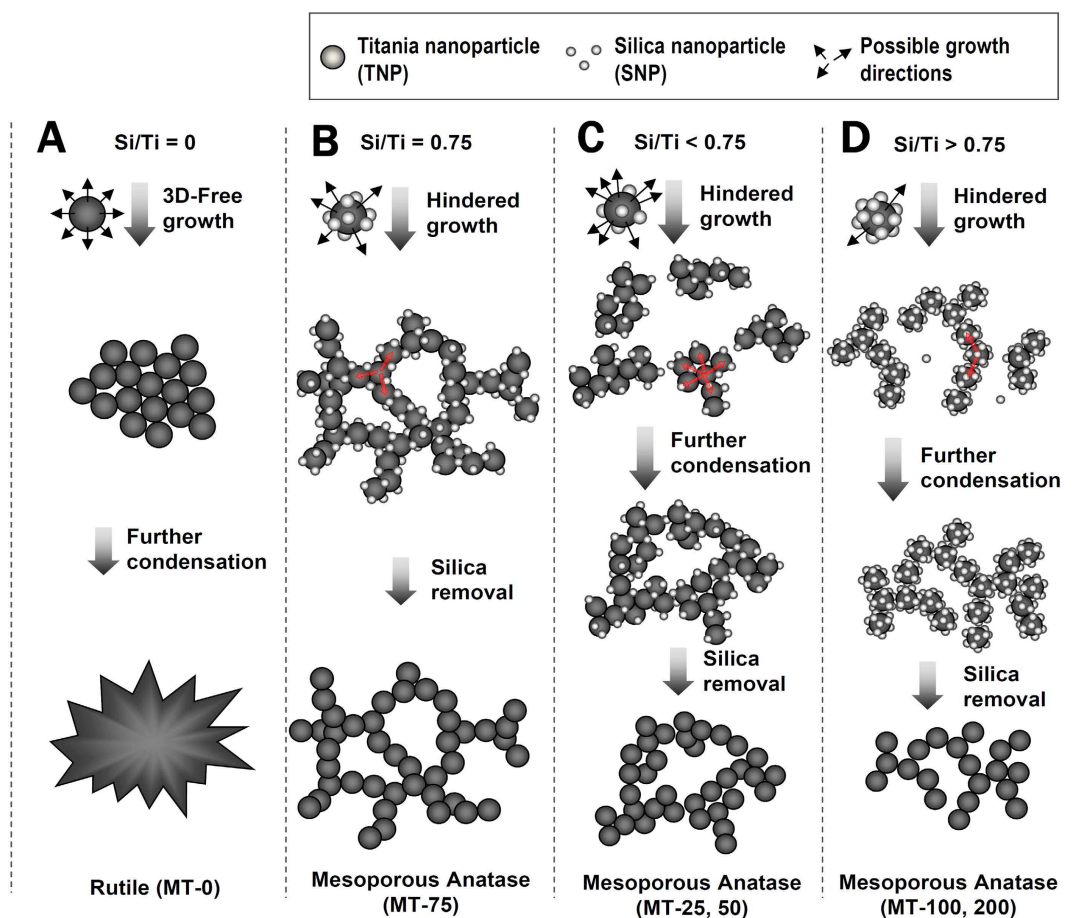 Titania nanoparticle
(TNP)
Silica nanoparticle
(SNP)
Possible growth
directions
A
Si/Ti = 0
3D-Free
growth
Further
condensation
Rutile (MT-0)
B
Si/Ti = 0.75
Hindered
growth
Silica
removal
Mesoporous Anatase
(MT-75)
C
Si/Ti < 0.75
Hindered
growth
Further
condensation
Silica
removal
Mesoporous Anatase
(MT-25, 50)
D
Si/Ti > 0.75
Hindered
growth
Further
condensation
Silica
removal
Mesoporous Anatase
(MT-100, 200)